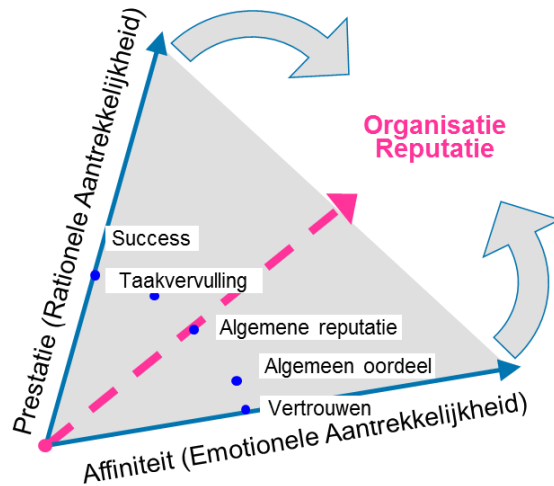 Organisatie
Reputatie
Prestatie (Rationele Aantrekkelijkheid)
Success
Taakvervulling
Algemene reputatie
Algemeen oordeel
Vertrouwen
Affiniteit (Emotionele Aantrekkelijkheid)